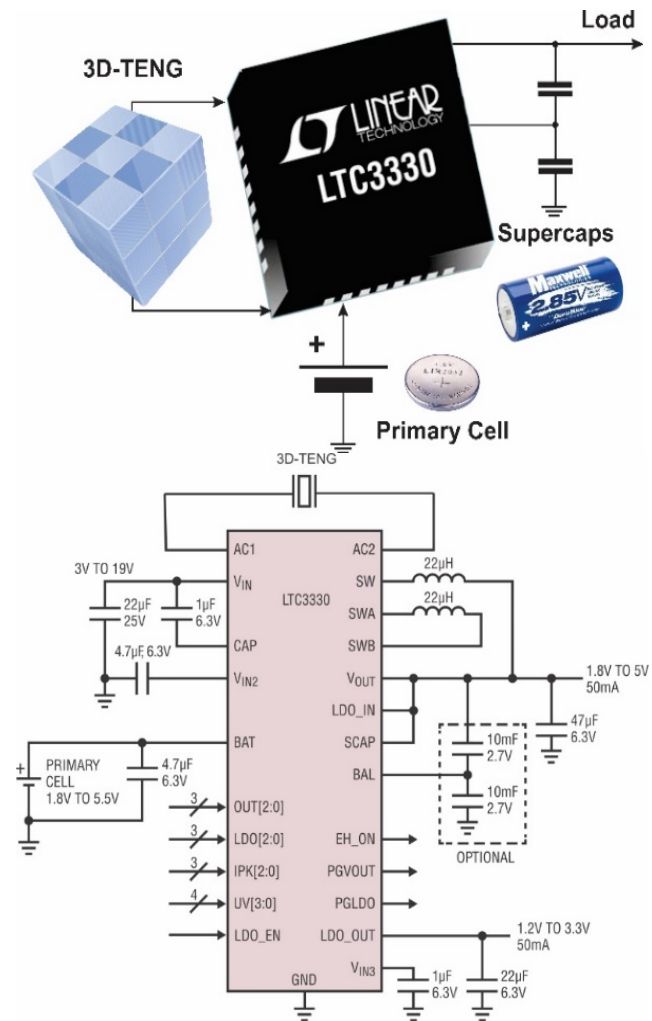 Load
3D-TENG
LINEAR
TECHNOLOGY
LTC3330
Supercaps
Maxwell
2.85V
+
+
Primary Cell
3D-TENG
AC1
AC2
3V TO 19V
VIN
SW
22µH
LTC3330
22µF
25V
1µF
6.3V
SWA
22µH
CAP
SWB
4.7µF, 6.3V
VIN2
VOUT
1.8V TO 5V
50mA
LDO_IN
BAT
SCAP
47µF
6.3V
+
PRIMARY
CELL
1.8V TO 5.5V
4.7µF
6.3V
BAL
10mF
2.7V
10mF
2.7V
OPTIONAL
3
OUT[2:0]
3
LDO[2:0]
EH_ON
3
IPK[2:0]
PGVOUT
4
UV[3:0]
PGLDO
LDO_EN
LDO_OUT
1.2V TO 3.3V
50mA
VIN3
GND
1µF
6.3V
22µF
6.3V